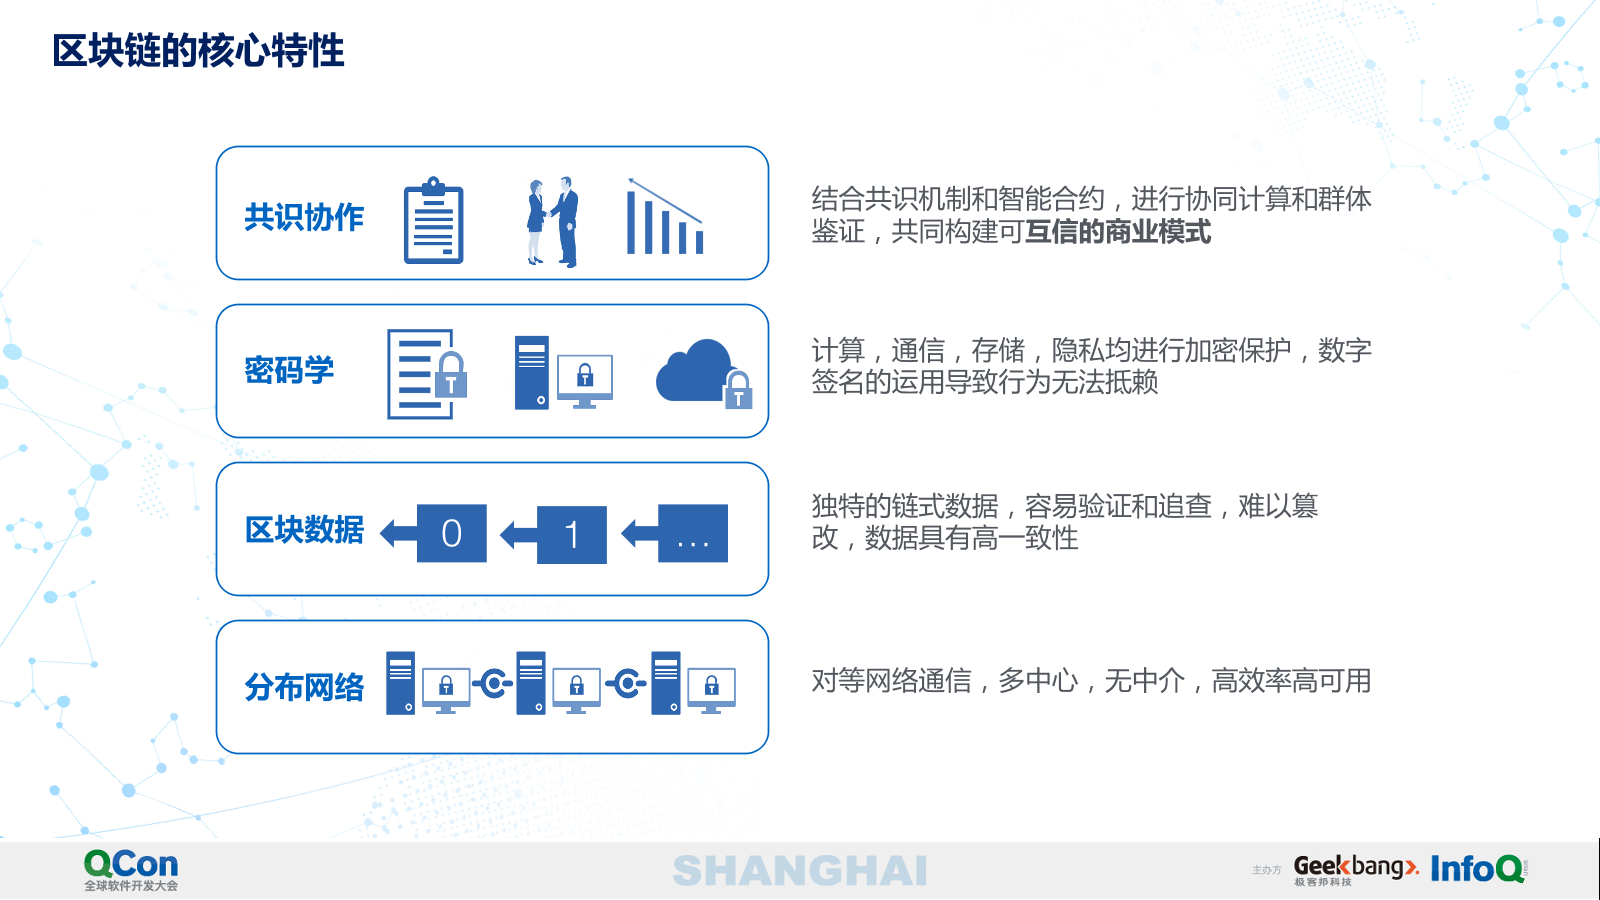 区块链的核心特性
共识协作
结合共识机制和智能合约，进行协同计算和群体
鉴证，共同构建可互信的商业模式
密码学
T
T
计算，通信，存储，隐私均进行加密保护，数字
签名的运用导致行为无法抵赖
区块数据
0
1
...
独特的链式数据，容易验证和追查，难以篡
改，数据具有高一致性
分布网络
对等网络通信，多中心，无中介，高效率高可用
QCon
全球软件开发大会
SHANGHAI
主办方
Geekbang>.
极客邦科技
InfoQ